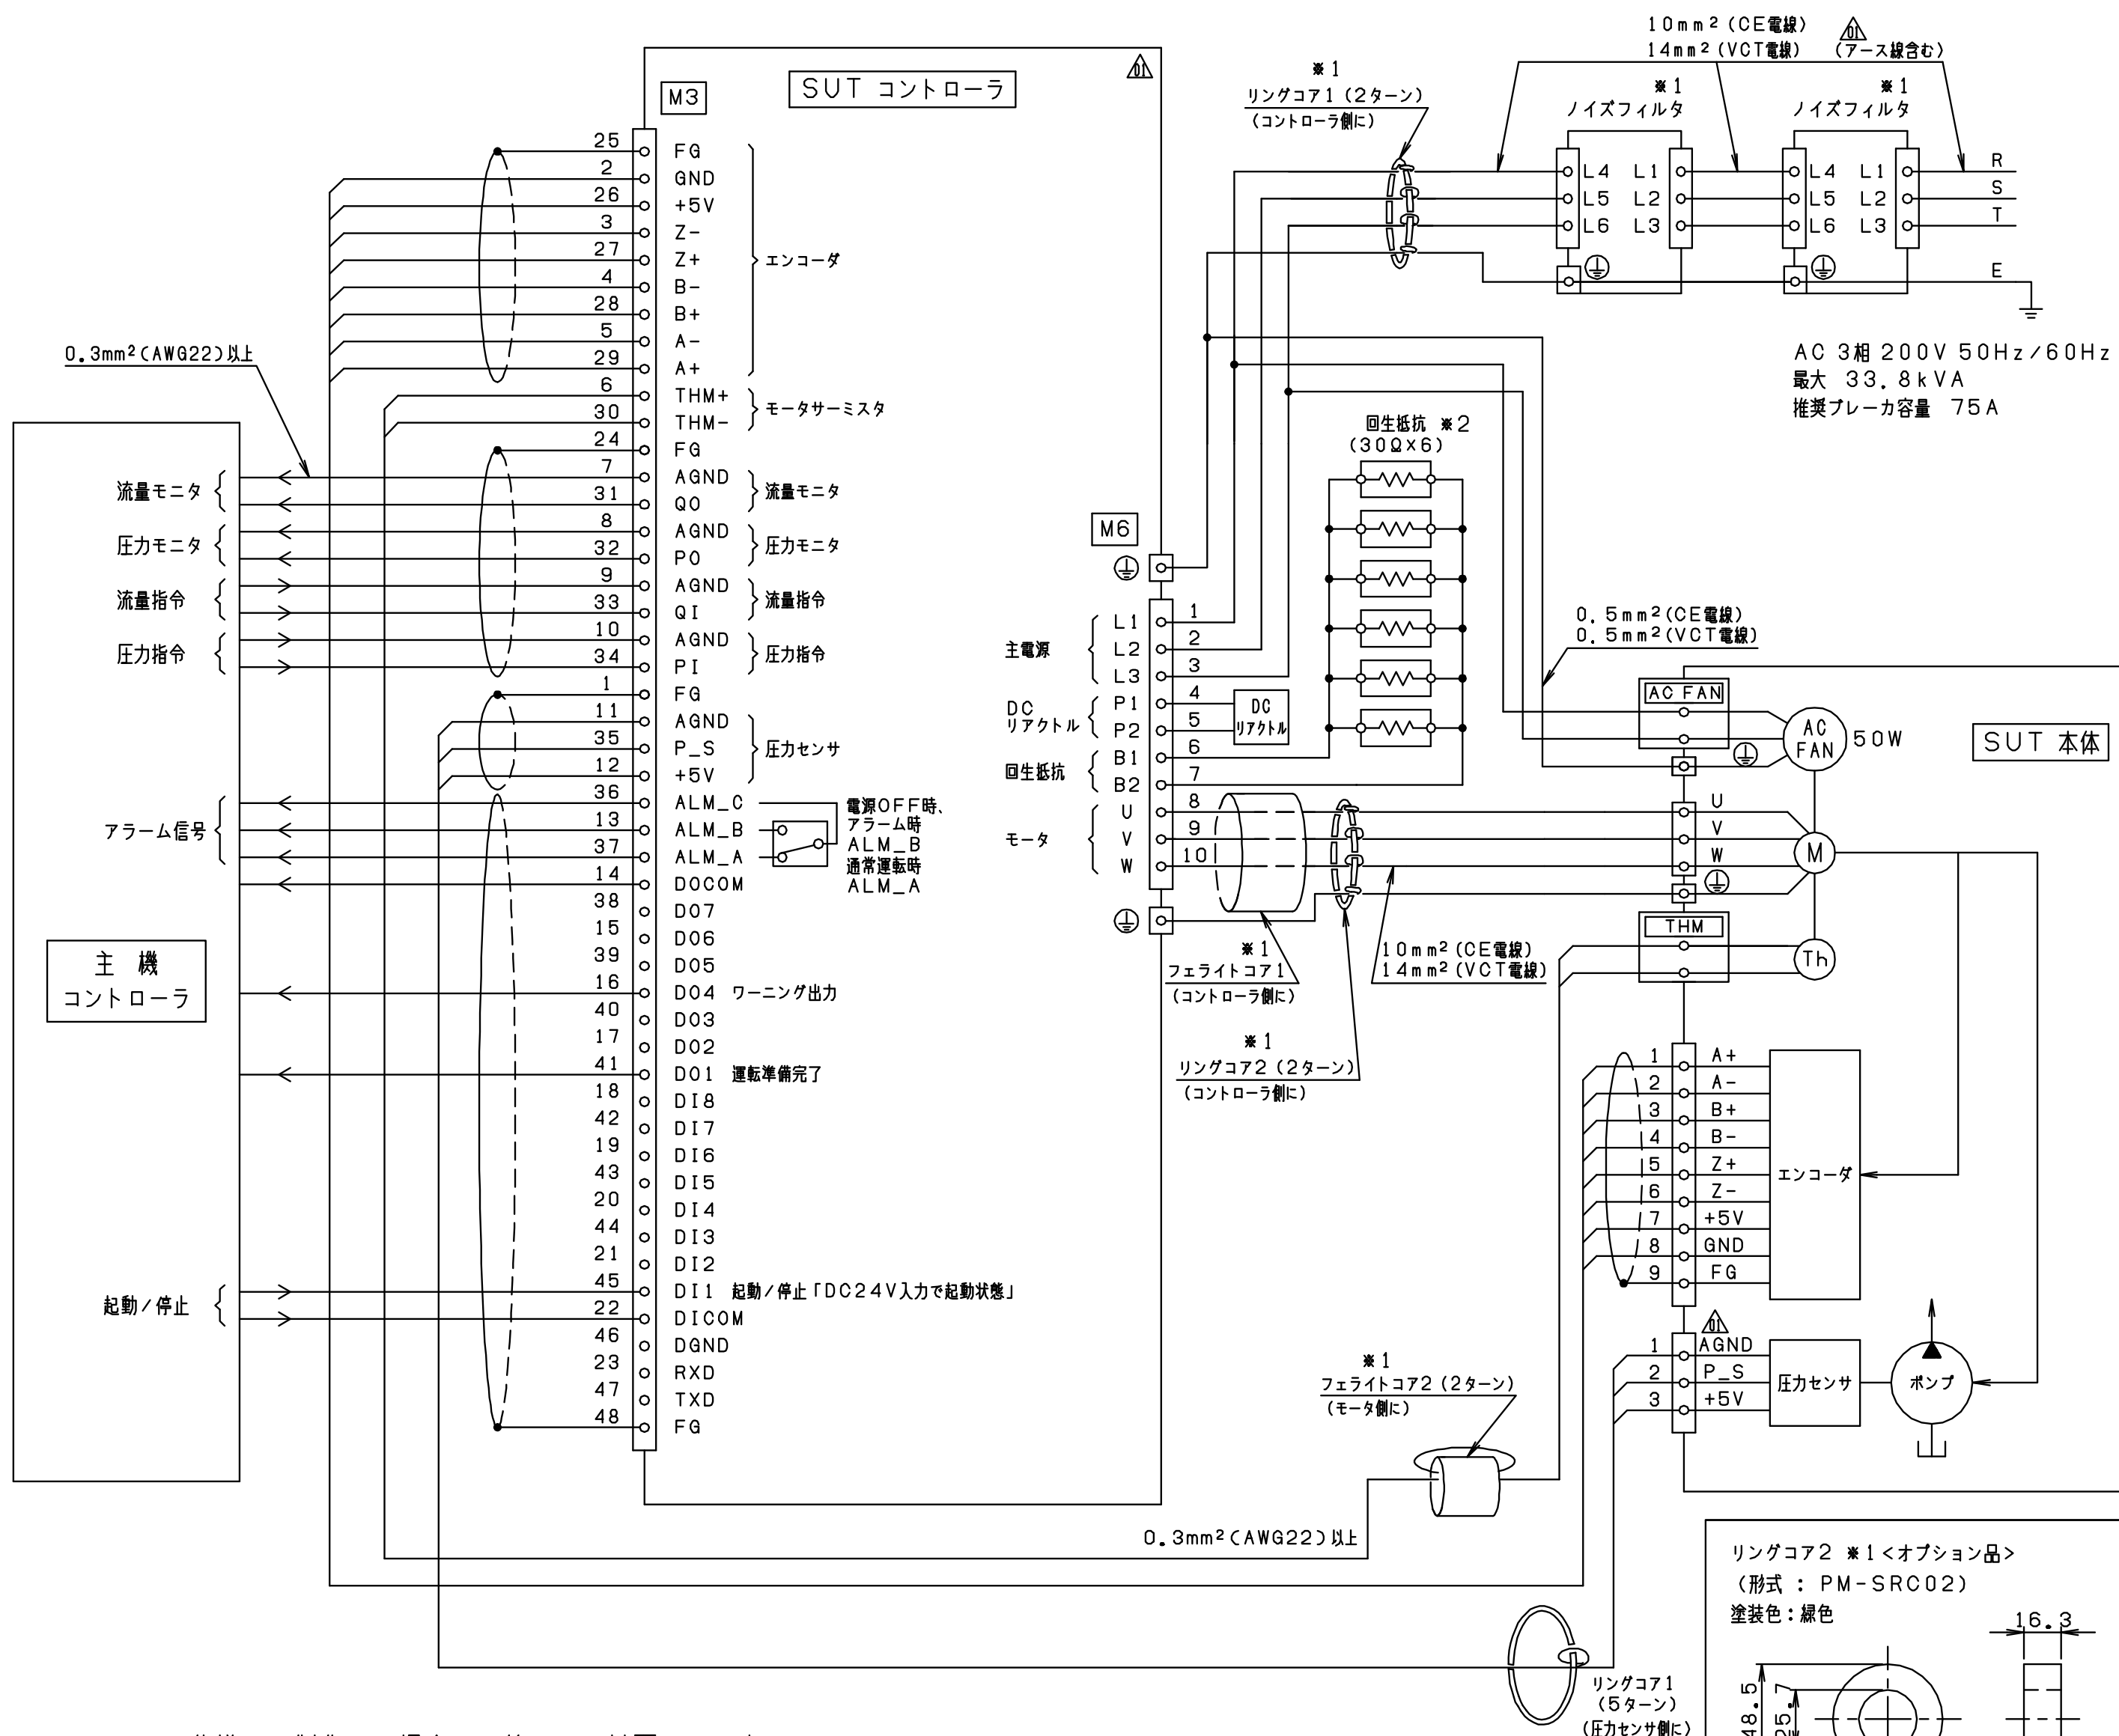 M3
SUT コントローラ
01
25 FG
2 GND
26 +5V
3 Z-
27 Z+
4 B-
28 B+
5 A-
29 A+
エンコーダ
6 THM+
30 THM-
モータサーミスタ
24 FG
7 AGND
31 QO
流量モニタ
8 AGND
32 PO
圧力モニタ
9 AGND
33 QI
流量指令
10 AGND
34 PI
圧力指令
1 FG
11 AGND
35 P_S
12 +5V
圧力センサ
36 ALM_C
13 ALM_B
37 ALM_A
電源OFF時、
アラーム時
ALM_B
通常運転時
ALM_A
14 DOCOM
38 DO7
15 DO6
39 DO5
16 DO4 ワーニング出力
40 DO3
17 DO2
41 DO1 運転準備完了
18 DI8
42 DI7
19 DI6
43 DI5
20 DI4
44 DI3
21 DI2
45 DI1 起動/停止「DC24V入力で起動状態」
22 DICOM
46 DGND
23 RXD
47 TXD
48 FG
0.3mm²(AWG22)以上
流量モニタ
圧力モニタ
流量指令
圧力指令
アラーム信号
主 機
コントローラ
起動/停止
M6
主電源
L1 1
L2 2
L3 3
DC
リアクトル
P1 4
P2 5
DC
リアクトル
回生抵抗
B1 6
B2 7
モータ
U 8
V 9
W 10
※1
リングコア1(2ターン)
(コントローラ側に)
10mm²(CE電線)
14mm²(VCT電線)
01
(アース線含む)
※1
ノイズフィルタ
L4 L1
L5 L2
L6 L3
※1
ノイズフィルタ
L4 L1
L5 L2
L6 L3
R
S
T
E
AC 3相 200V 50Hz/60Hz
最大 33.8kVA
推奨ブレーカ容量 75A
回生抵抗 ※2
(30Ω×6)
0.5mm²(CE電線)
0.5mm²(VCT電線)
AC FAN
AC
FAN
50W
SUT 本体
U
V
W
M
THM
Th
※1
フェライトコア1
(コントローラ側に)
10mm²(CE電線)
14mm²(VCT電線)
※1
リングコア2(2ターン)
(コントローラ側に)
1 A+
2 A-
3 B+
4 B-
5 Z+
6 Z-
7 +5V
8 GND
9 FG
エンコーダ
01
1 AGND
2 P_S
3 +5V
圧力センサ
ポンプ
※1
フェライトコア2(2ターン)
(モータ側に)
0.3mm²(AWG22)以上
リングコア1
(5ターン)
(圧力センサ側に)
リングコア2 ※1<オプション品>
(形式 : PM-SRC02)
塗装色:緑色
16.3
48.5
25.7